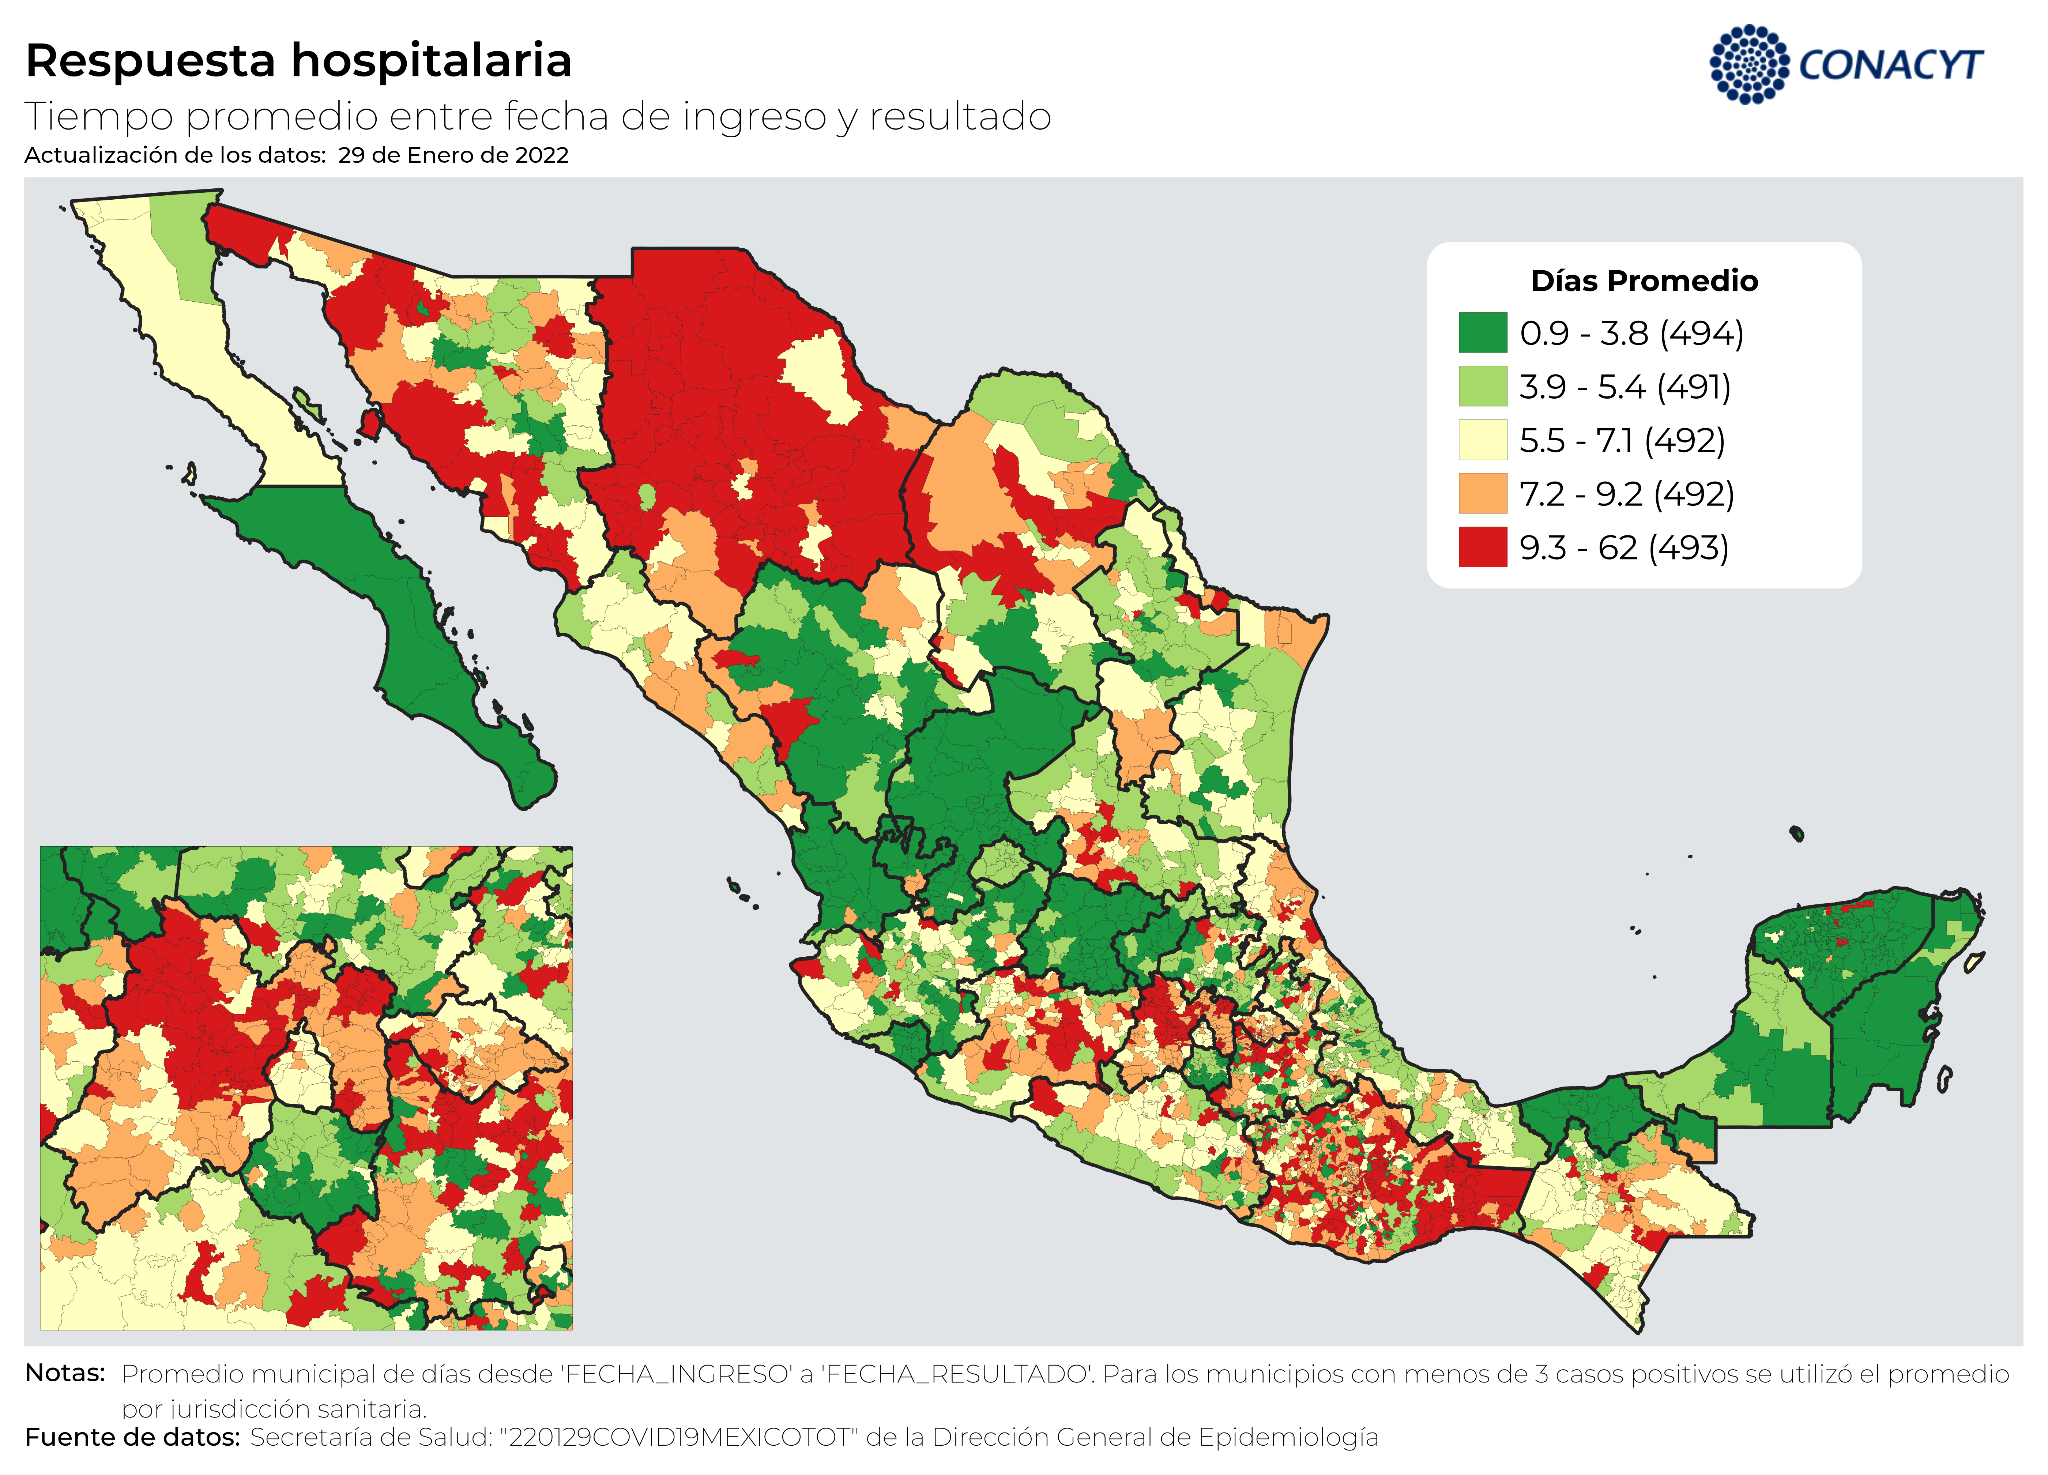 Respuesta hospitalaria
CONACYT
Tiempo promedio entre fecha de ingreso y resultado
Actualización de los datos: 29 de Enero de 2022
Días Promedio
0.9 - 3.8 (494)
3.9 - 5.4 (491)
5.5 - 7.1 (492)
7.2 - 9.2 (492)
9.3 - 62 (493)
Notas: Promedio municipal de días desde 'FECHA_INGRESO' a 'FECHA_RESULTADO'. Para los municipios con menos de 3 casos positivos se utilizó el promedio
por jurisdicción sanitaria.
Fuente de datos: Secretaría de Salud: "220129COVID19MEXICOTOT" de la Dirección General de Epidemiología